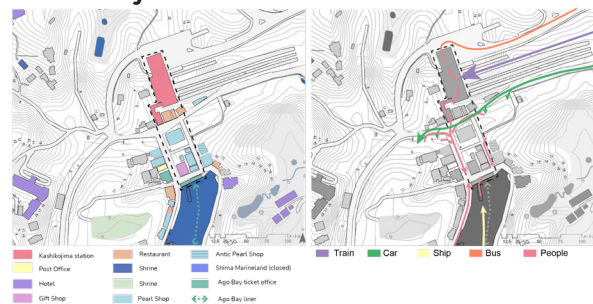 Kashikojima station
Restaurant
Antic Pearl Shop
Post Office
Shrine
Shima Marineland (closed)
Hotel
Shrine
Ago Bay ticket office
Gift Shop
Pearl Shop
Ago Bay liner
Train
Car
Ship
Bus
People